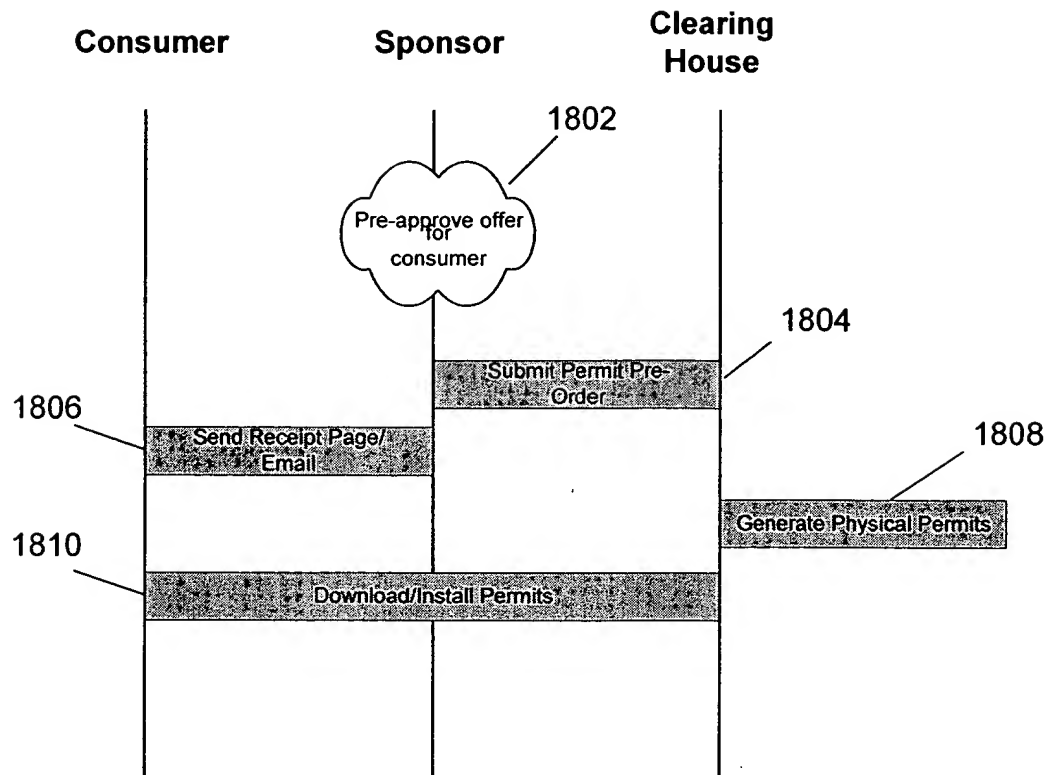 Consumer
Sponsor
Clearing
House
1802
Pre-approve offer
for
consumer
1804
Submit Permit Pre-
Order
1806
Send Receipt Page/
Email
1808
Generate Physical Permits
1810
Download/Install Permits